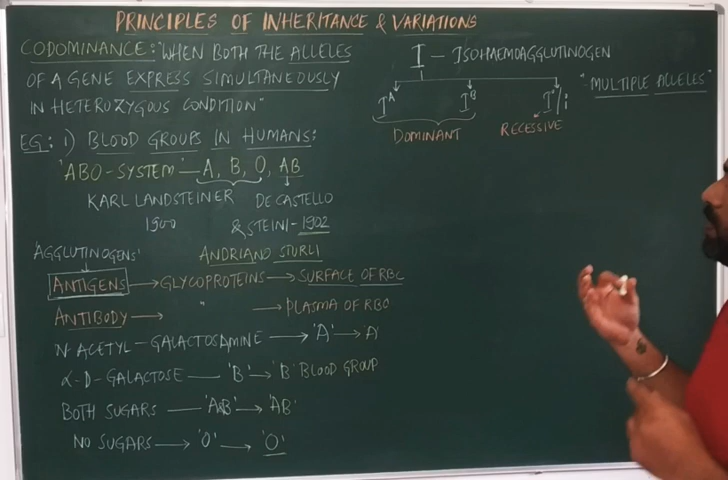 PRINCIPLES OF INHERITANCE & VARIATIONS
CODOMINANCE: "WHEN BOTH THE ALLELES
OF A GENE EXPRESS SIMULTANEOUSLY
IN HETEROZYGOUS CONDITION"
EG: 1) BLOOD GROUPS IN HUMANS:
'ABO-SYSTEM' — A, B, O, AB
KARL LANDSTEINER DE CASTELLO
1900 & STEINI-1902
'AGGLUTINOGENS' ANDRIANO STURLI
ANTIGENS → GLYCOPROTEINS → SURFACE OF RBC
ANTIBODY → " → PLASMA OF RBC
N-ACETYL-GALACTOSAMINE → 'A' → A
α-D-GALACTOSE — 'B' → 'B' BLOOD GROUP
BOTH SUGARS — 'A&B' → 'AB'
NO SUGARS → 'O' → 'O'
I — ISOHAEMOAGGLUTINOGEN
I^A I^B I°/i
DOMINANT RECESSIVE
"MULTIPLE ALLELES"